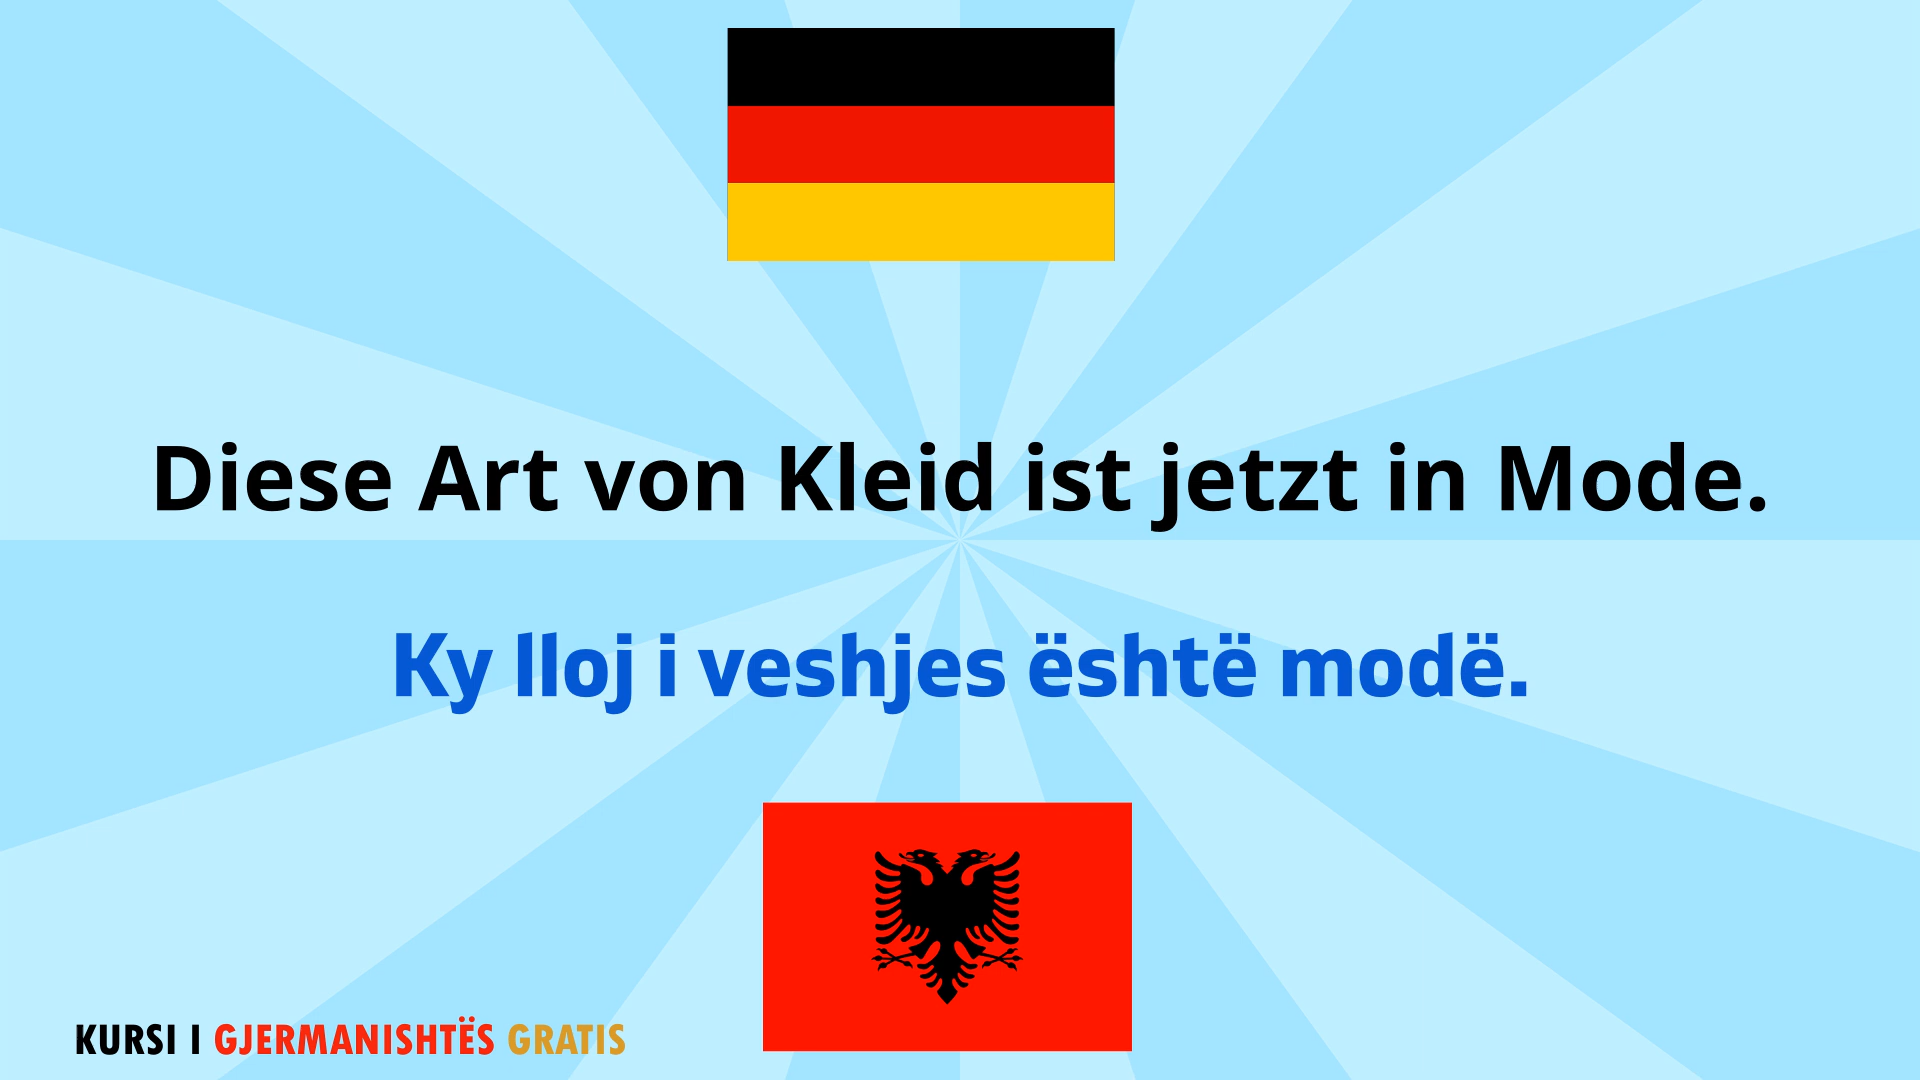 Diese Art von Kleid ist jetzt in Mode.
Ky lloj i veshjes është modë.
KURSI I GJERMANISHTËS GRATIS